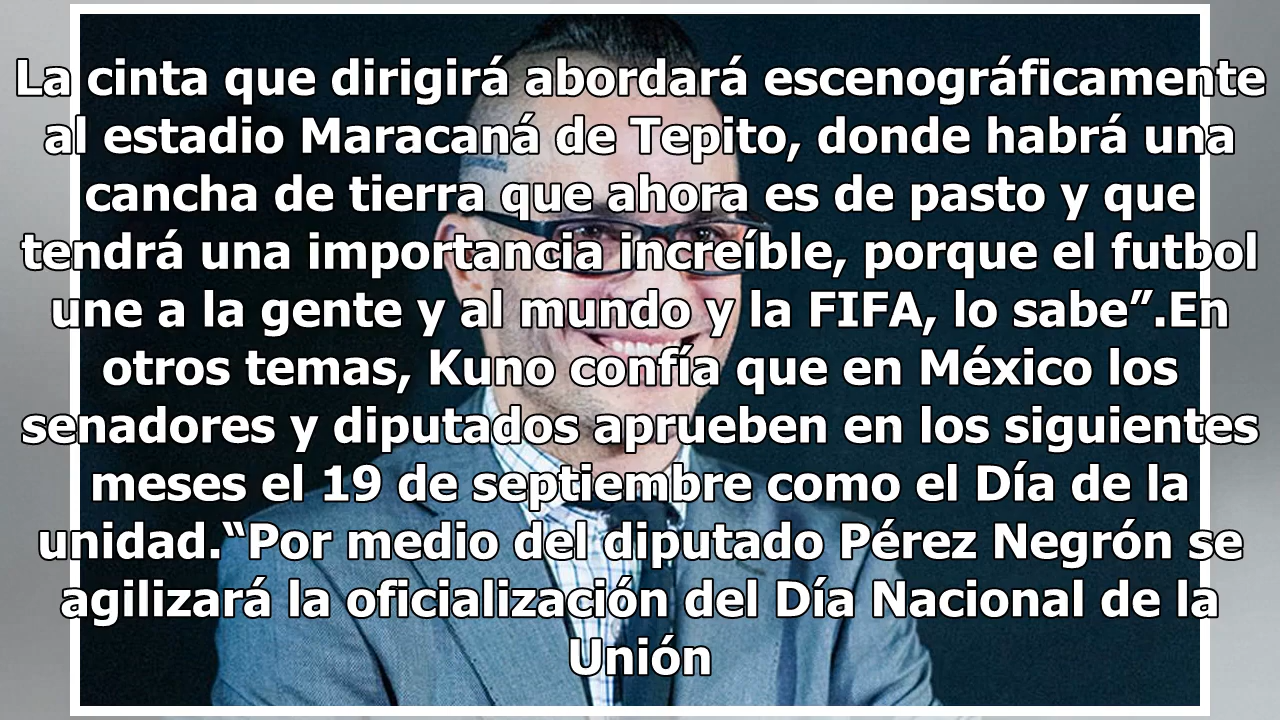 La cinta que dirigirá abordará escenográficamente
al estadio Maracaná de Tepito, donde habrá una
cancha de tierra que ahora es de pasto y que
tendrá una importancia increíble, porque el futbol
une a la gente y al mundo y la FIFA, lo sabe”.En
otros temas, Kuno confía que en México los
senadores y diputados aprueben en los siguientes
meses el 19 de septiembre como el Día de la
unidad.“Por medio del diputado Pérez Negrón se
agilizará la oficialización del Día Nacional de la
Unión